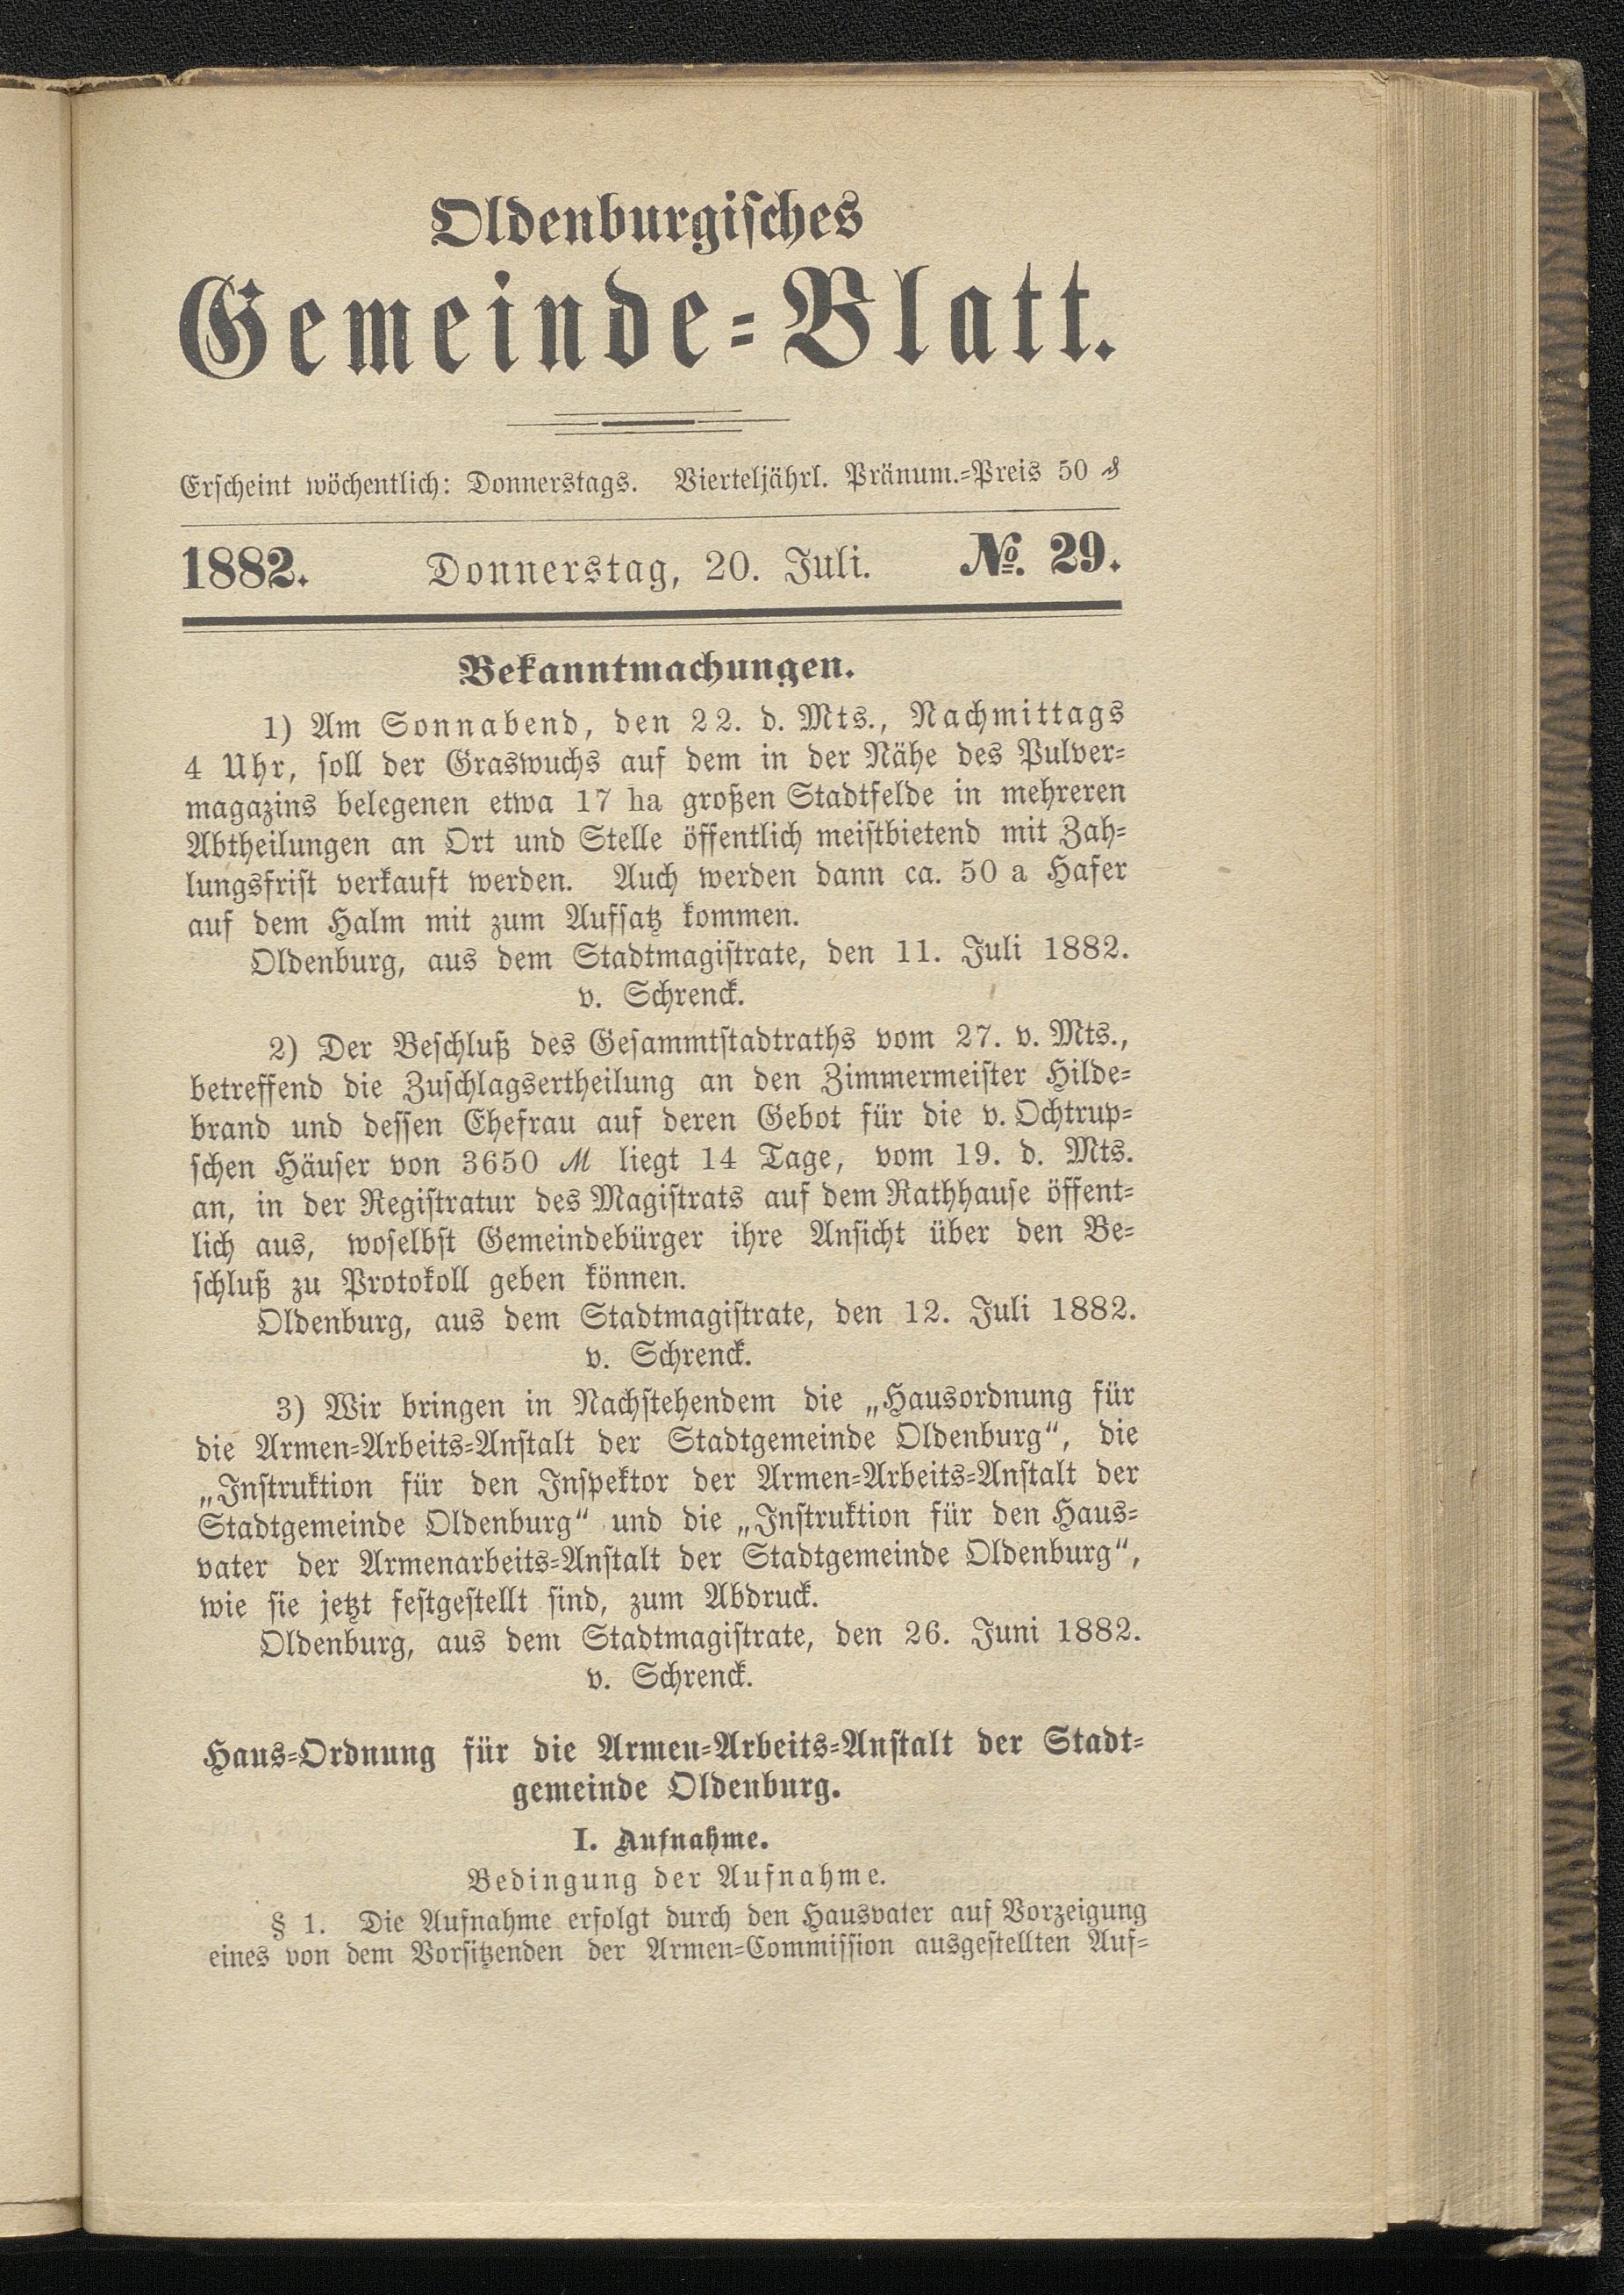 Oldenburgisches
Gemeinde-Blatt.
Erscheint wöchentlich: Donnerstags. Vierteljährl. Pränum.-Preis 50 ₰
1882. Donnerstag, 20. Juli. No. 29.
Bekanntmachungen.
1) Am Sonnabend, den 22. d. Mts., Nachmittags
4 Uhr, soll der Graswuchs auf dem in der Nähe des Pulver-
magazins belegenen etwa 17 ha großen Stadtfelde in mehreren
Abtheilungen an Ort und Stelle öffentlich meistbietend mit Zah-
lungsfrist verkauft werden. Auch werden dann ca. 50 a Hafer
auf dem Halm mit zum Aufsatz kommen.
Oldenburg, aus dem Stadtmagistrate, den 11. Juli 1882.
v. Schrenck.
2) Der Beschluß des Gesammtstadtraths vom 27. v. Mts.,
betreffend die Zuschlagsertheilung an den Zimmermeister Hilde-
brand und dessen Ehefrau auf deren Gebot für die v. Ochtrup-
schen Häuser von 3650 ℳ liegt 14 Tage, vom 19. d. Mts.
an, in der Registratur des Magistrats auf dem Rathhause öffent-
lich aus, woselbst Gemeindebürger ihre Ansicht über den Be-
schluß zu Protokoll geben können.
Oldenburg, aus dem Stadtmagistrate, den 12. Juli 1882.
v. Schrenck.
3) Wir bringen in Nachstehendem die „Hausordnung für
die Armen-Arbeits-Anstalt der Stadtgemeinde Oldenburg“, die
„Instruktion für den Inspektor der Armen-Arbeits-Anstalt der
Stadtgemeinde Oldenburg“ und die „Instruktion für den Haus-
vater der Armenarbeits-Anstalt der Stadtgemeinde Oldenburg“,
wie sie jetzt festgestellt sind, zum Abdruck.
Oldenburg, aus dem Stadtmagistrate, den 26. Juni 1882.
v. Schrenck.
Haus-Ordnung für die Armen-Arbeits-Anstalt der Stadt-
gemeinde Oldenburg.
I. Aufnahme.
Bedingung der Aufnahme.
§ 1. Die Aufnahme erfolgt durch den Hausvater auf Vorzeigung
eines von dem Vorsitzenden der Armen-Commission ausgestellten Auf-